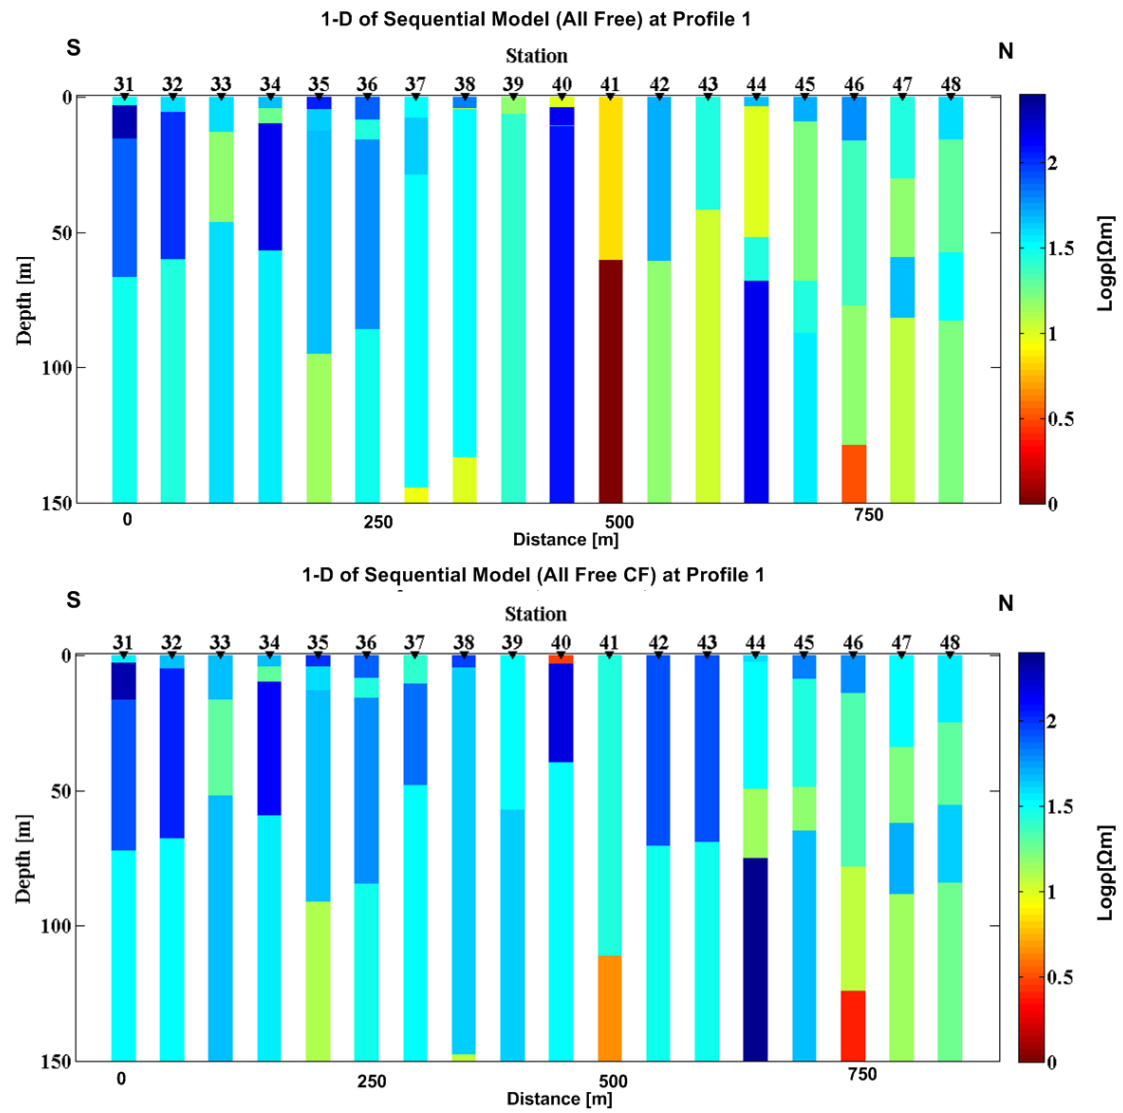 1-D of Sequential Model (All Free) at Profile 1
S
N
Station
31 32 33 34 35 36 37 38 39 40 41 42 43 44 45 46 47 48
0
50
100
150
Depth [m]
0 250 500 750
Distance [m]
2
1.5
1
0.5
0
Logρ[Ωm]
1-D of Sequential Model (All Free CF) at Profile 1
S
N
Station
31 32 33 34 35 36 37 38 39 40 41 42 43 44 45 46 47 48
0
50
100
150
Depth [m]
0 250 500 750
Distance [m]
2
1.5
1
0.5
0
Logρ[Ωm]